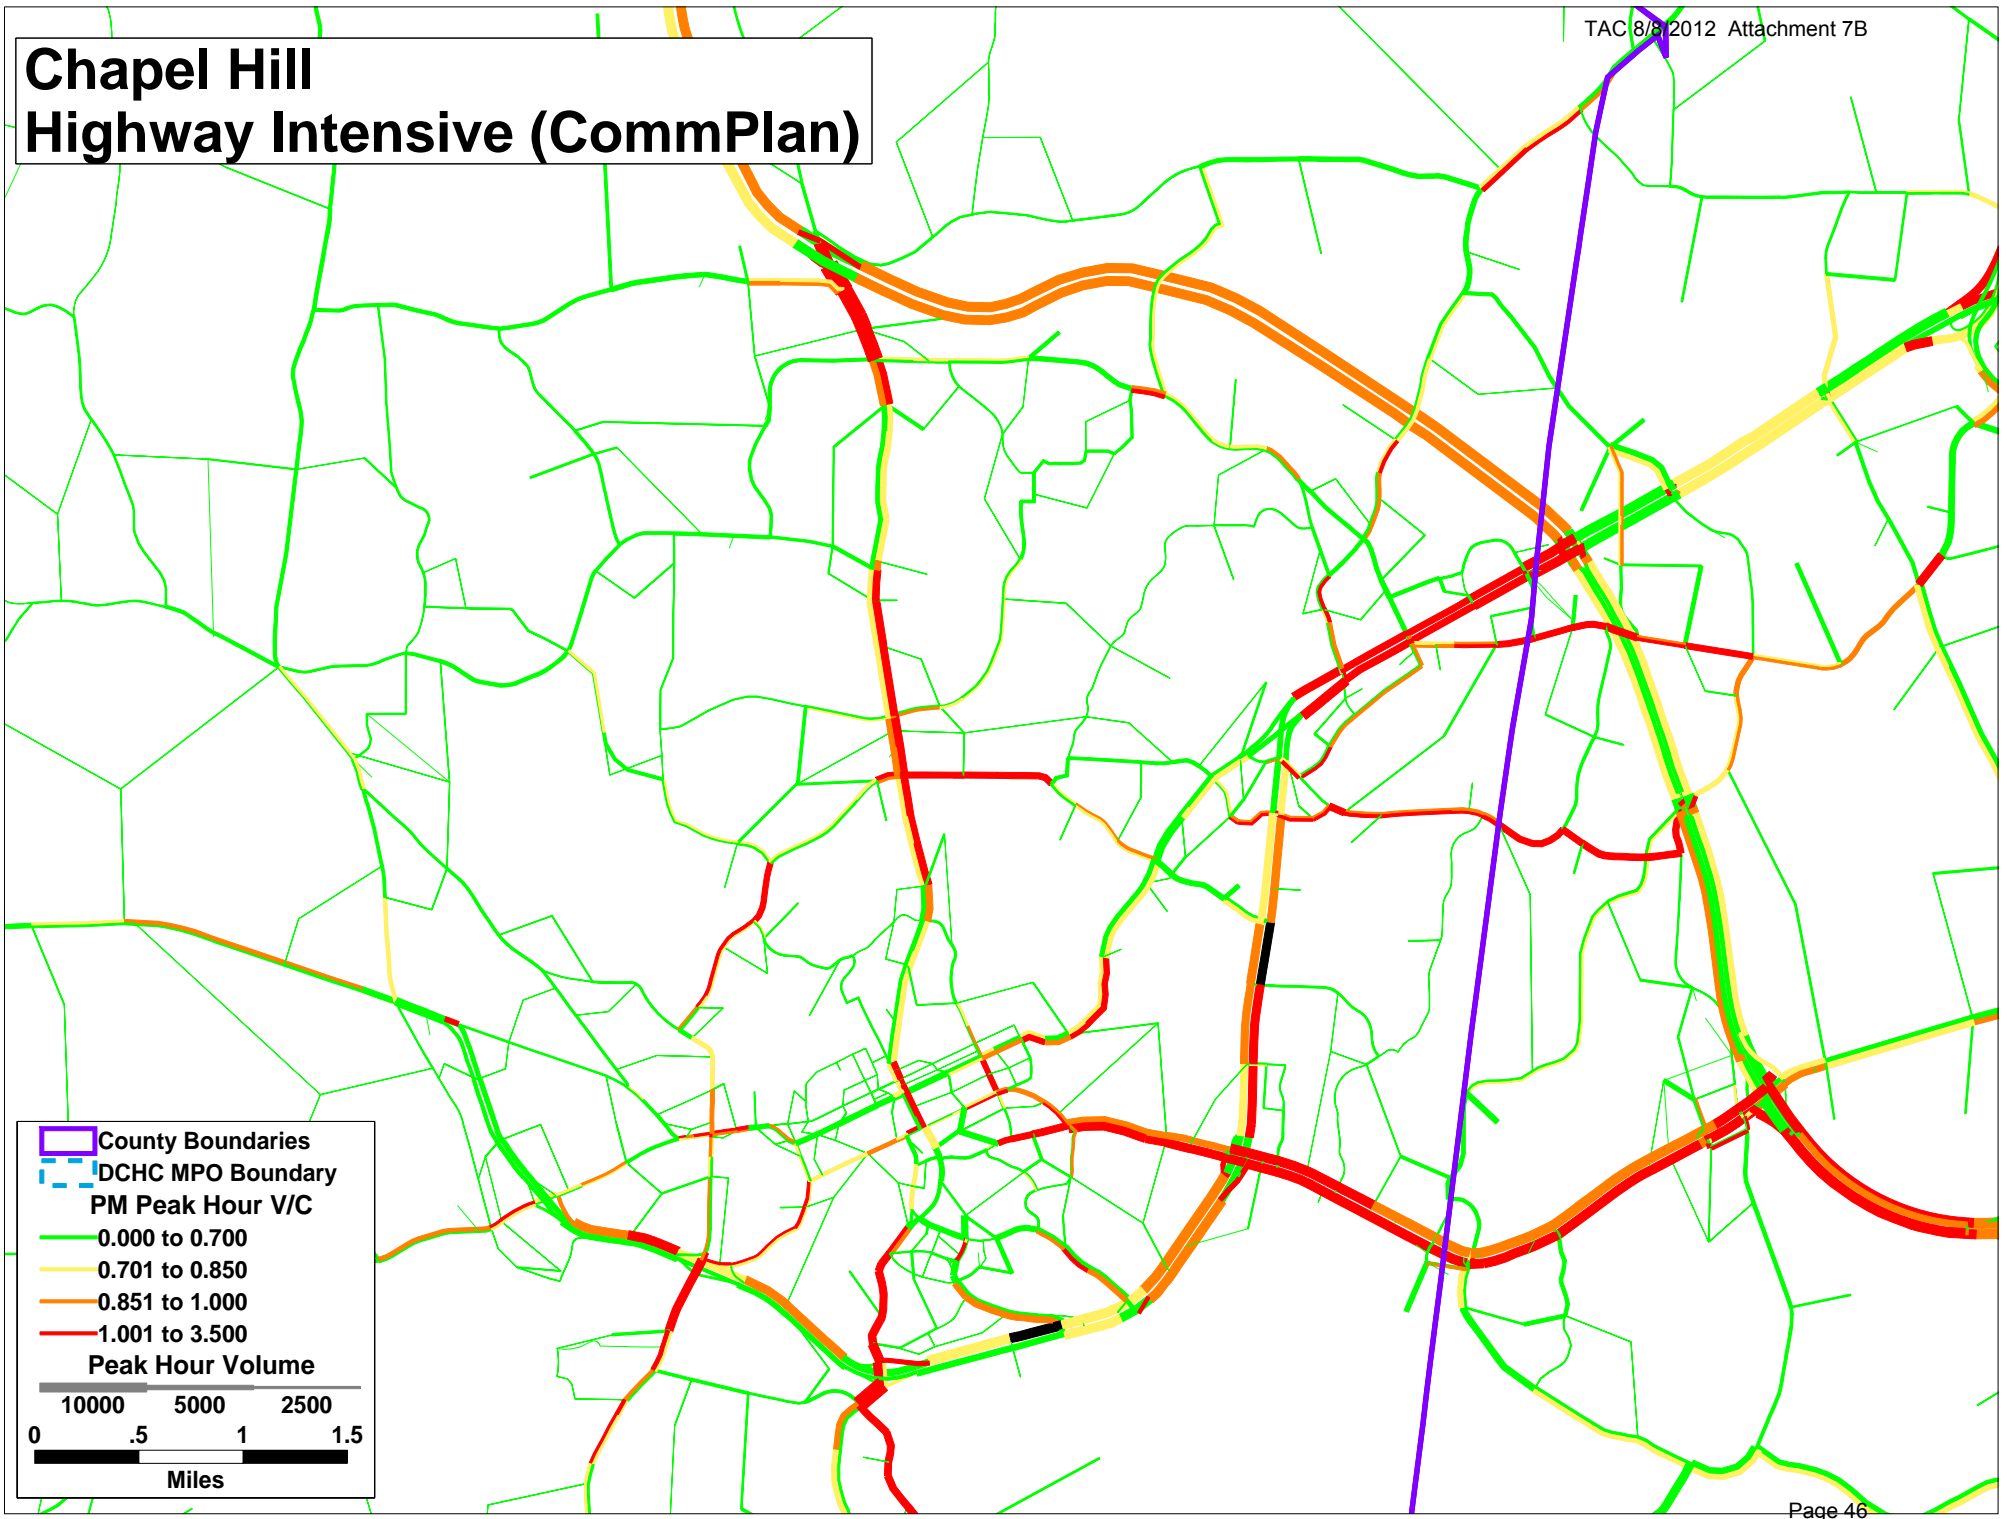 TAC 8/8/2012  Attachment 7B
Chapel Hill
Highway Intensive (CommPlan)
County Boundaries
DCHC MPO Boundary
PM Peak Hour V/C
0.000 to 0.700
0.701 to 0.850
0.851 to 1.000
1.001 to 3.500
Peak Hour Volume
10000 5000 2500
0 .5 1 1.5
Miles
Page 46